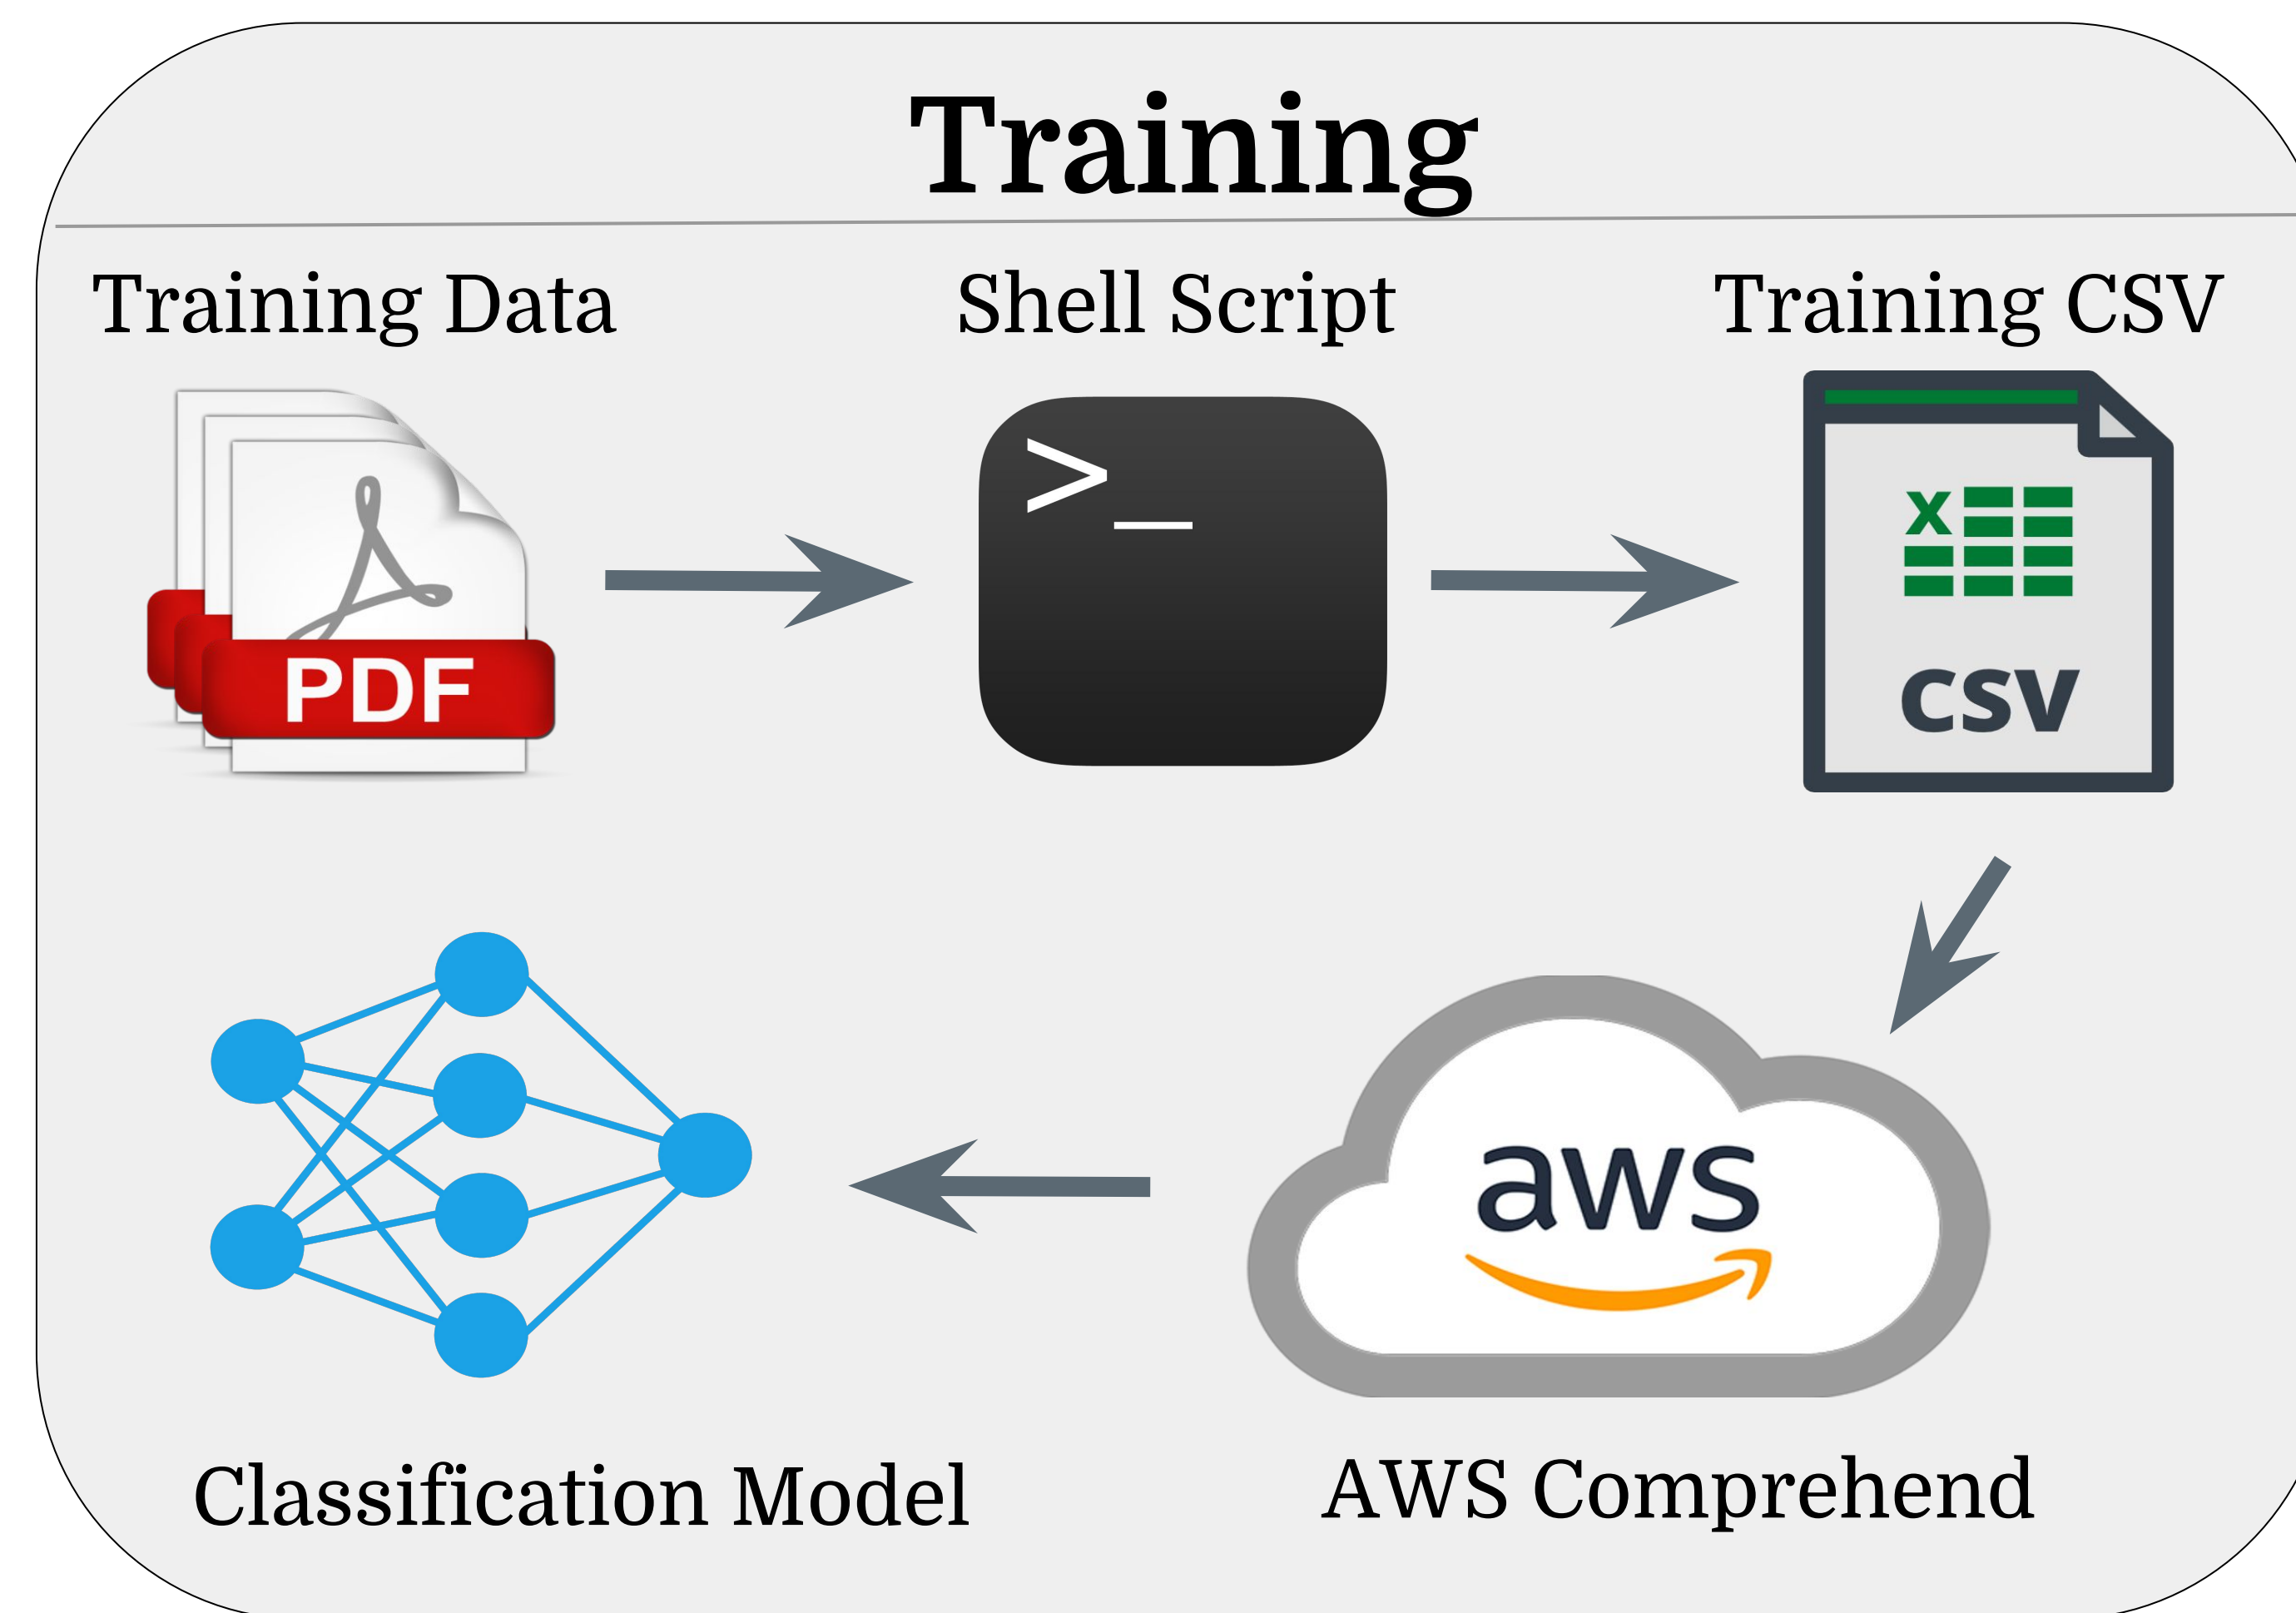 Training
Training Data
Shell Script
Training CSV
>_
PDF
X
CSV
aws
Classification Model
AWS Comprehend